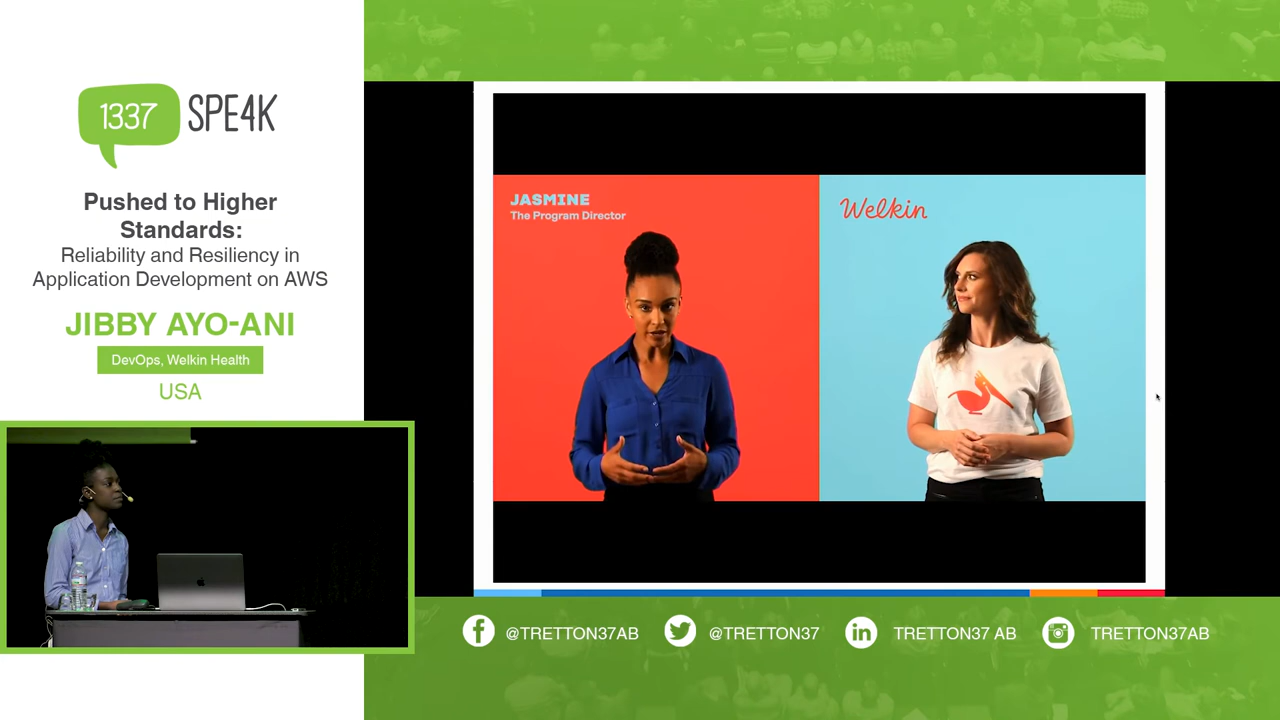 1337 SPE4K
Pushed to Higher
Standards:
Reliability and Resiliency in
Application Development on AWS
JIBBY AYO-ANI
DevOps, Welkin Health
USA
JASMINE
The Program Director
Welkin
@TRETTON37AB
@TRETTON37
TRETTON37 AB
TRETTON37AB